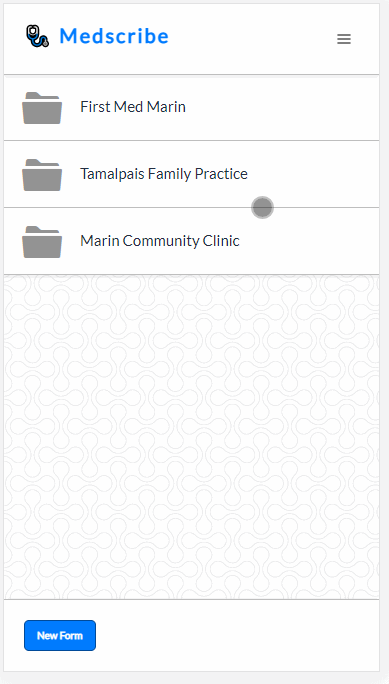 Medscribe
First Med Marin
Tamalpais Family Practice
Marin Community Clinic
New Form